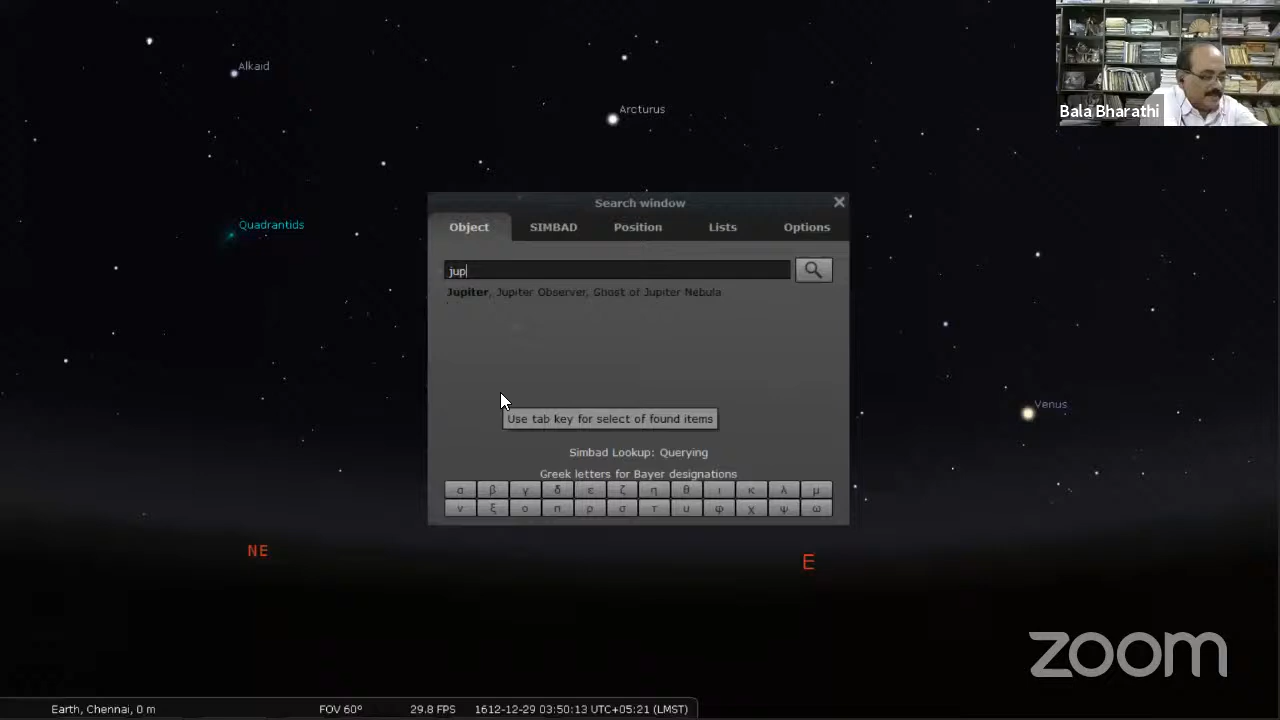 Alkaid
Arcturus
Bala Bharathi
Search window
Object
SIMBAD
Position
Lists
Options
Quadrantids
jup
Jupiter, Jupiter Observer, Ghost of Jupiter Nebula
Venus
Use tab key for select of found items
Simbad Lookup: Querying
Greek letters for Bayer designations
α β γ δ ε ζ η θ ι κ λ μ
ν ξ ο π ρ σ τ υ φ χ ψ ω
NE
E
zoom
Earth, Chennai, 0 m
FOV 60°
29.8 FPS
1612-12-29 03:50:13 UTC+05:21 (LMST)